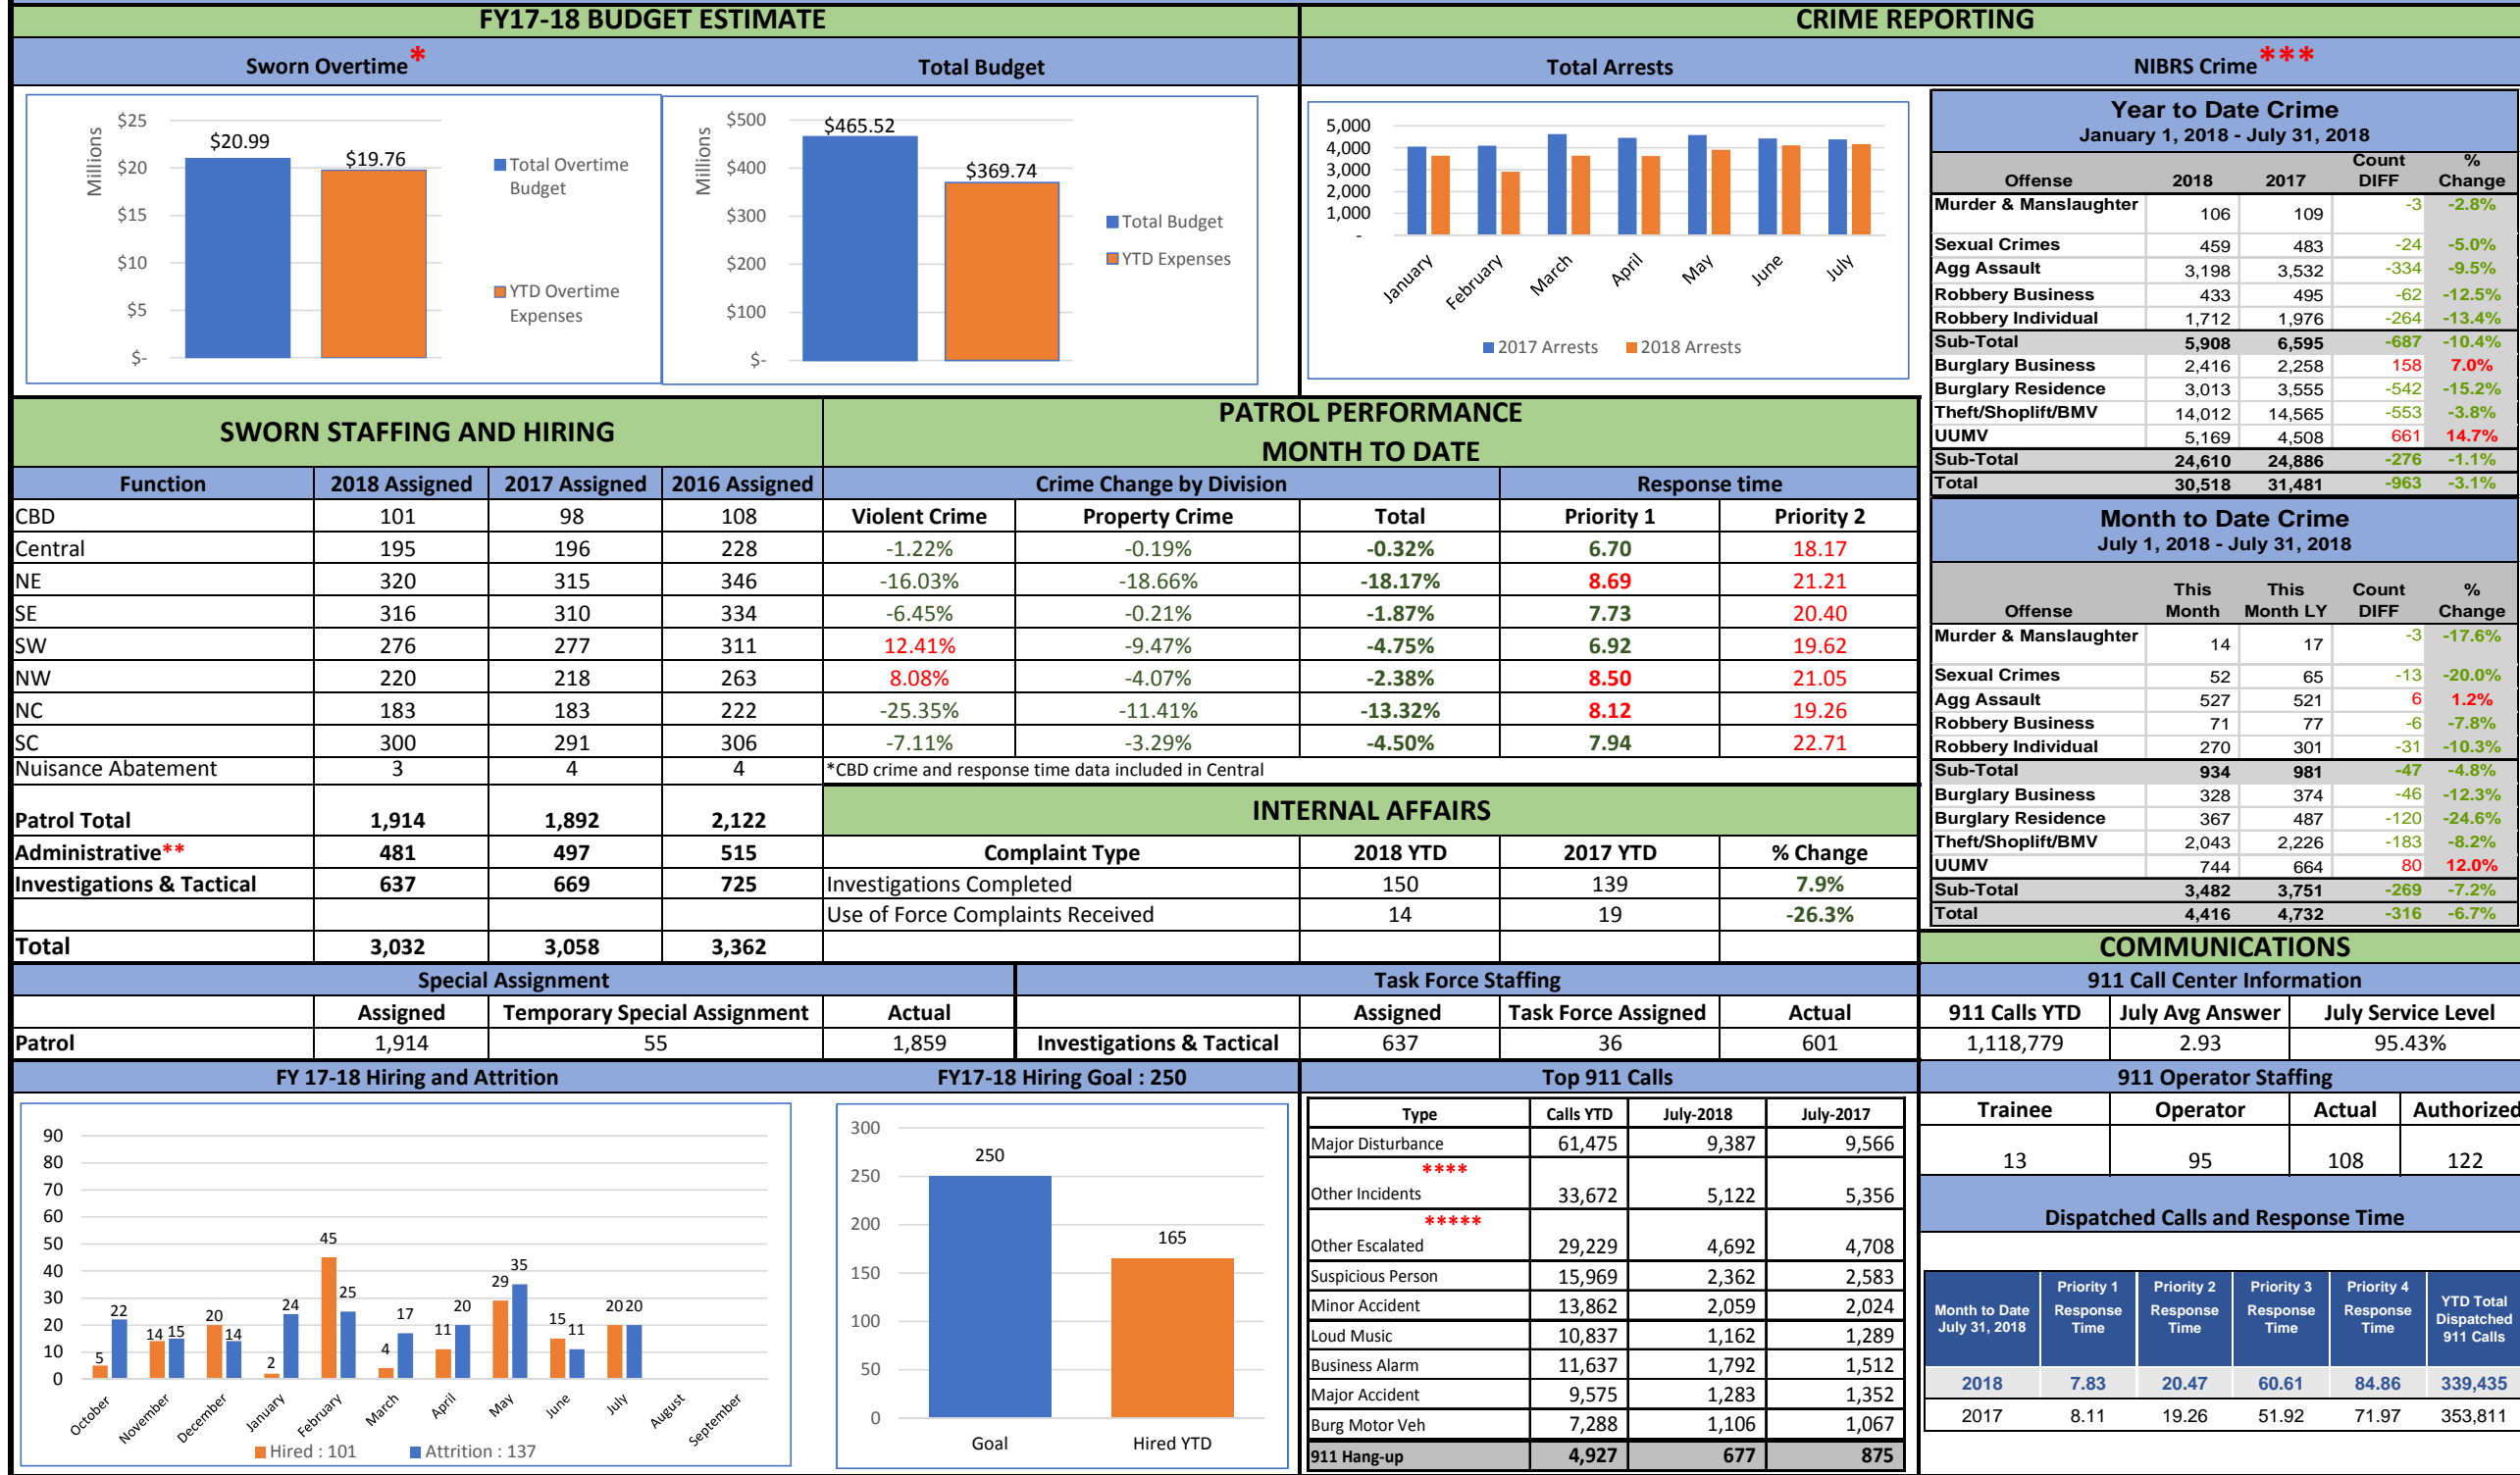 FY17-18 BUDGET ESTIMATE
CRIME REPORTING
Sworn Overtime*
Total Budget
Total Arrests
NIBRS Crime***
Millions
$25
$20
$15
$10
$5
$-
$20.99
$19.76
Total Overtime Budget
YTD Overtime Expenses
Millions
$500
$400
$300
$200
$100
$-
$465.52
$369.74
Total Budget
YTD Expenses
5,000
4,000
3,000
2,000
1,000
-
January February March April May June July
2017 Arrests 2018 Arrests
Year to Date Crime
January 1, 2018 - July 31, 2018
Offense 2018 2017 Count DIFF % Change
Murder & Manslaughter 106 109 -3 -2.8%
Sexual Crimes 459 483 -24 -5.0%
Agg Assault 3,198 3,532 -334 -9.5%
Robbery Business 433 495 -62 -12.5%
Robbery Individual 1,712 1,976 -264 -13.4%
Sub-Total 5,908 6,595 -687 -10.4%
Burglary Business 2,416 2,258 158 7.0%
Burglary Residence 3,013 3,555 -542 -15.2%
Theft/Shoplift/BMV 14,012 14,565 -553 -3.8%
UUMV 5,169 4,508 661 14.7%
Sub-Total 24,610 24,886 -276 -1.1%
Total 30,518 31,481 -963 -3.1%
SWORN STAFFING AND HIRING
Function 2018 Assigned 2017 Assigned 2016 Assigned
CBD 101 98 108
Central 195 196 228
NE 320 315 346
SE 316 310 334
SW 276 277 311
NW 220 218 263
NC 183 183 222
SC 300 291 306
Nuisance Abatement 3 4 4
Patrol Total 1,914 1,892 2,122
Administrative** 481 497 515
Investigations & Tactical 637 669 725
Total 3,032 3,058 3,362
PATROL PERFORMANCE
MONTH TO DATE
Crime Change by Division Response time
Violent Crime Property Crime Total Priority 1 Priority 2
-1.22% -0.19% -0.32% 6.70 18.17
-16.03% -18.66% -18.17% 8.69 21.21
-6.45% -0.21% -1.87% 7.73 20.40
12.41% -9.47% -4.75% 6.92 19.62
8.08% -4.07% -2.38% 8.50 21.05
-25.35% -11.41% -13.32% 8.12 19.26
-7.11% -3.29% -4.50% 7.94 22.71
*CBD crime and response time data included in Central
INTERNAL AFFAIRS
Complaint Type 2018 YTD 2017 YTD % Change
Investigations Completed 150 139 7.9%
Use of Force Complaints Received 14 19 -26.3%
Month to Date Crime
July 1, 2018 - July 31, 2018
Offense This Month This Month LY Count DIFF % Change
Murder & Manslaughter 14 17 -3 -17.6%
Sexual Crimes 52 65 -13 -20.0%
Agg Assault 527 521 6 1.2%
Robbery Business 71 77 -6 -7.8%
Robbery Individual 270 301 -31 -10.3%
Sub-Total 934 981 -47 -4.8%
Burglary Business 328 374 -46 -12.3%
Burglary Residence 367 487 -120 -24.6%
Theft/Shoplift/BMV 2,043 2,226 -183 -8.2%
UUMV 744 664 80 12.0%
Sub-Total 3,482 3,751 -269 -7.2%
Total 4,416 4,732 -316 -6.7%
Special Assignment
Assigned Temporary Special Assignment Actual
Patrol 1,914 55 1,859
Task Force Staffing
Assigned Task Force Assigned Actual
Investigations & Tactical 637 36 601
COMMUNICATIONS
911 Call Center Information
911 Calls YTD July Avg Answer July Service Level
1,118,779 2.93 95.43%
FY 17-18 Hiring and Attrition
90
80
70
60
50
40
30
20
10
0
5 22 14 15 20 14 2 24 45 25 4 17 11 20 29 35 15 11 20 20
October November December January February March April May June July August September
Hired : 101 Attrition : 137
FY17-18 Hiring Goal : 250
300
250
200
150
100
50
0
250
165
Goal Hired YTD
Top 911 Calls
Type Calls YTD July-2018 July-2017
Major Disturbance 61,475 9,387 9,566
****
Other Incidents 33,672 5,122 5,356
*****
Other Escalated 29,229 4,692 4,708
Suspicious Person 15,969 2,362 2,583
Minor Accident 13,862 2,059 2,024
Loud Music 10,837 1,162 1,289
Business Alarm 11,637 1,792 1,512
Major Accident 9,575 1,283 1,352
Burg Motor Veh 7,288 1,106 1,067
911 Hang-up 4,927 677 875
911 Operator Staffing
Trainee Operator Actual Authorized
13 95 108 122
Dispatched Calls and Response Time
Month to Date July 31, 2018 Priority 1 Response Time Priority 2 Response Time Priority 3 Response Time Priority 4 Response Time YTD Total Dispatched 911 Calls
2018 7.83 20.47 60.61 84.86 339,435
2017 8.11 19.26 51.92 71.97 353,811